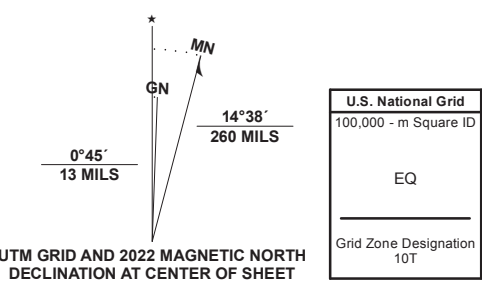 ★
MN
GN
14°38´
260 MILS
0°45´
13 MILS
UTM GRID AND 2022 MAGNETIC NORTH
DECLINATION AT CENTER OF SHEET
U.S. National Grid
100,000 - m Square ID
EQ
Grid Zone Designation
10T